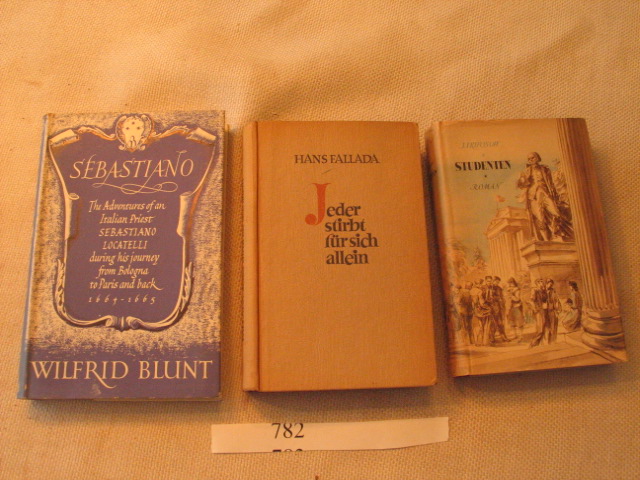 SÉBASTIANO
The Adventures of an
Italian Priest
SEBASTIANO
LOCATELLI
during his journey
from Bologna
to Paris and back
1664-1665
WILFRID BLUNT
HANS FALLADA
Jeder
stirbt
für sich
allein
STUDENTEN
ROMAN
782